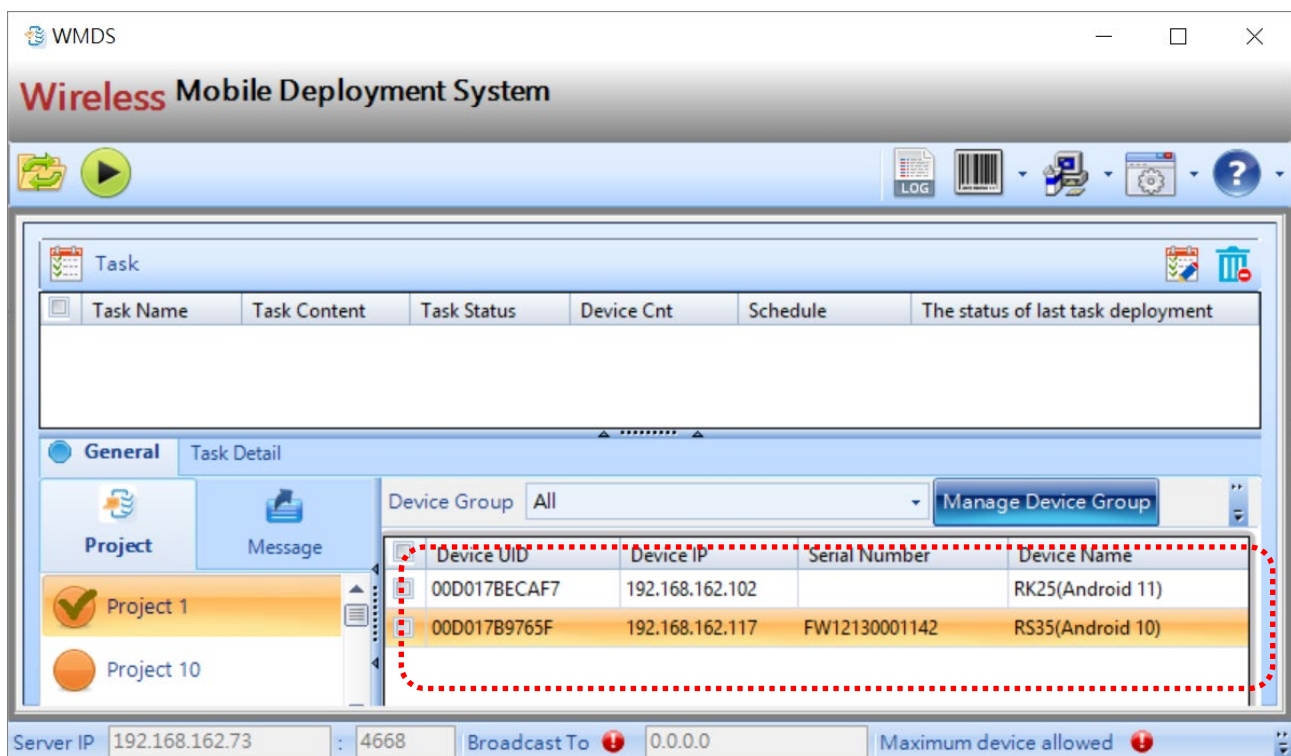 WMDS
Wireless Mobile Deployment System
LOG
?
Task
Task Name Task Content Task Status Device Cnt Schedule The status of last task deployment
General Task Detail
Device Group All Manage Device Group
Project Message
Device UID Device IP Serial Number Device Name
00D017BECAF7 192.168.162.102 RK25(Android 11)
Project 1
00D017B9765F 192.168.162.117 FW12130001142 RS35(Android 10)
Project 10
Server IP 192.168.162.73 : 4668 Broadcast To 0.0.0.0 Maximum device allowed